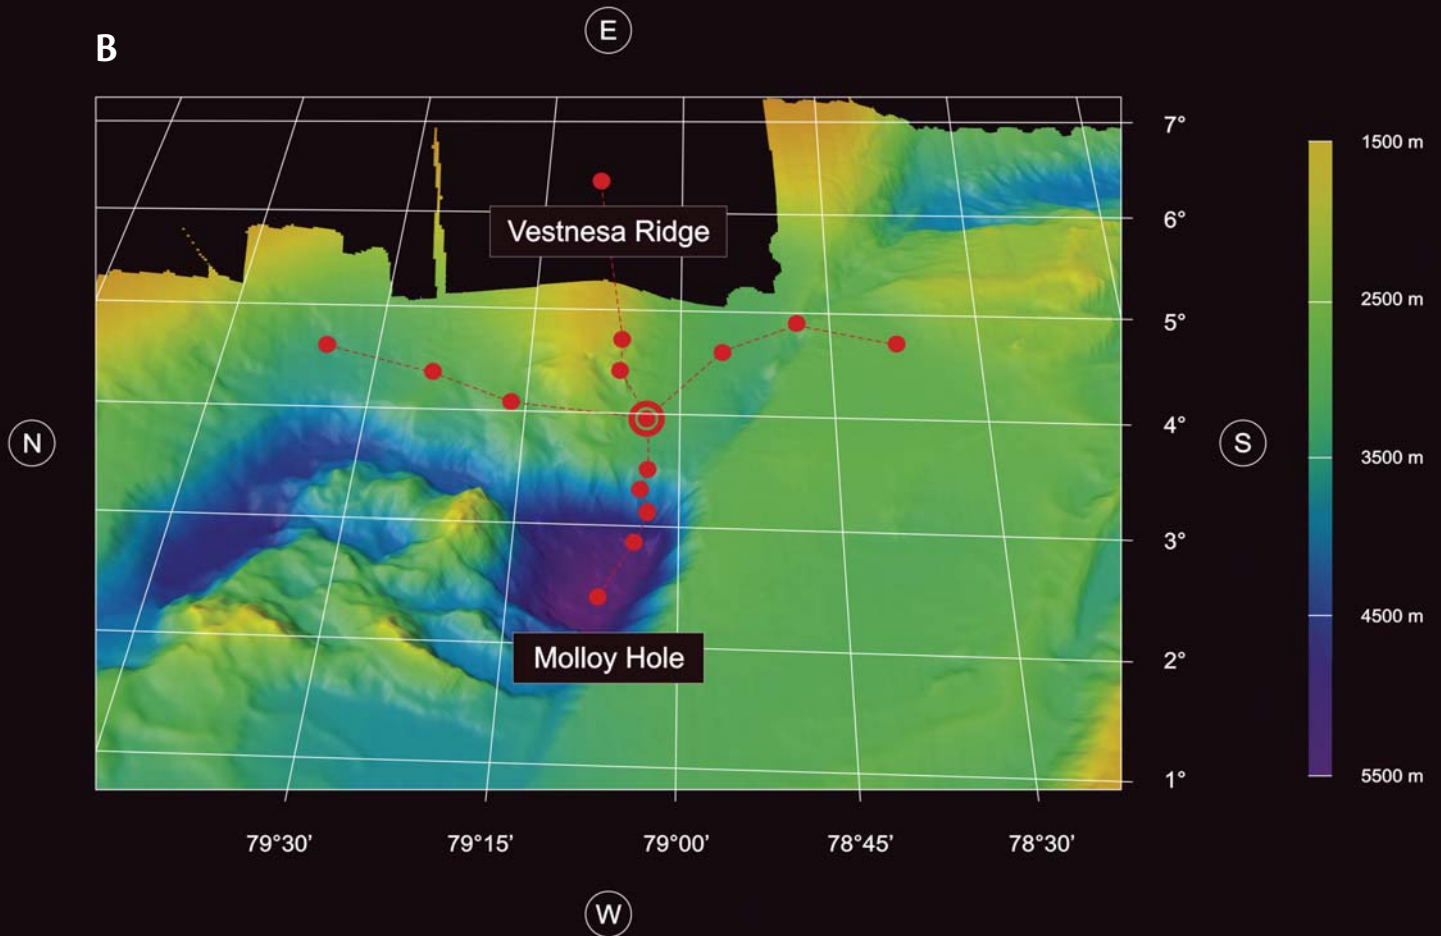 E
B
7°
1500 m
6°
Vestnesa Ridge
2500 m
5°
4°
N
S
3500 m
3°
4500 m
Molloy Hole
2°
5500 m
1°
79°30’
79°15’
79°00’
78°45’
78°30’
W